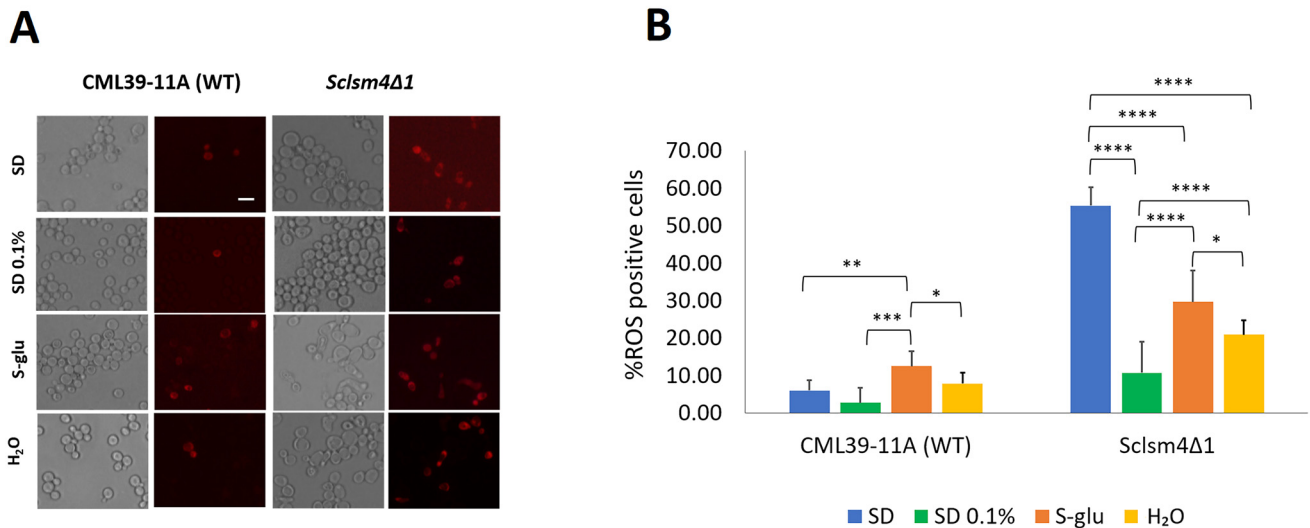 A
CML39-11A (WT) Sclsm4Δ1
SD
SD 0.1%
S-glu
H₂O
B
%ROS positive cells
70.00
60.00
50.00
40.00
30.00
20.00
10.00
0.00
** *** *
**** **** **** **** **** *
CML39-11A (WT) Sclsm4Δ1
SD SD 0.1% S-glu H₂O